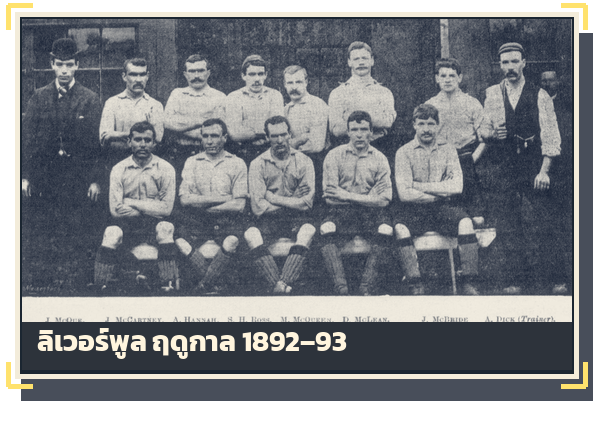 J. McQue. J. McCartney. A. Hannah. S. H. Ross. M. McQueen. D. McLean. J. McBride A. Dick (Trainer).
ลิเวอร์พูล ฤดูกาล 1892–93